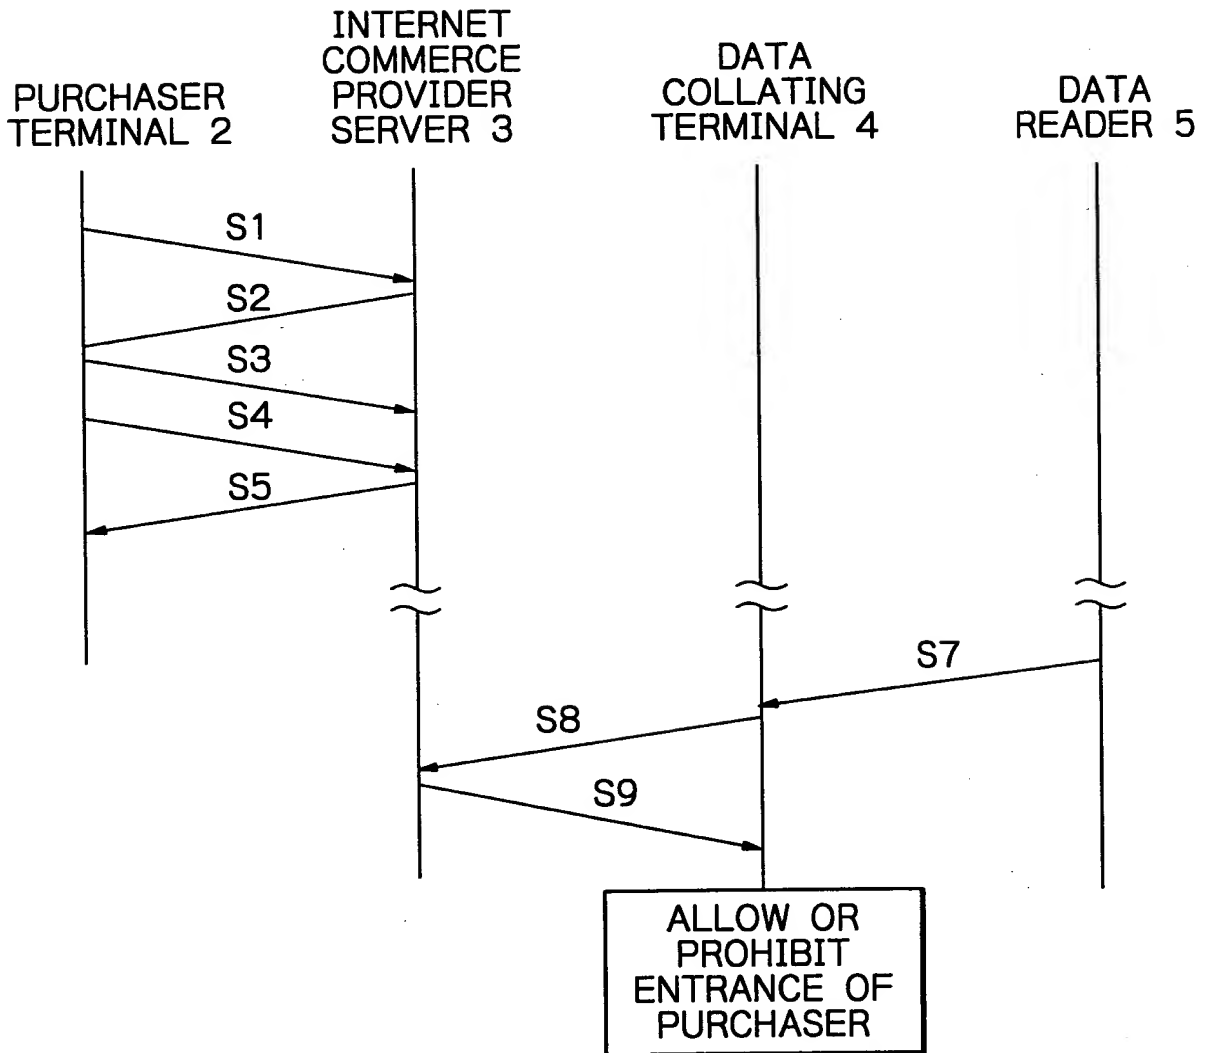 PURCHASER
TERMINAL 2
INTERNET
COMMERCE
PROVIDER
SERVER 3
DATA
COLLATING
TERMINAL 4
DATA
READER 5
S1
S2
S3
S4
S5
S7
S8
S9
ALLOW OR
PROHIBIT
ENTRANCE OF
PURCHASER